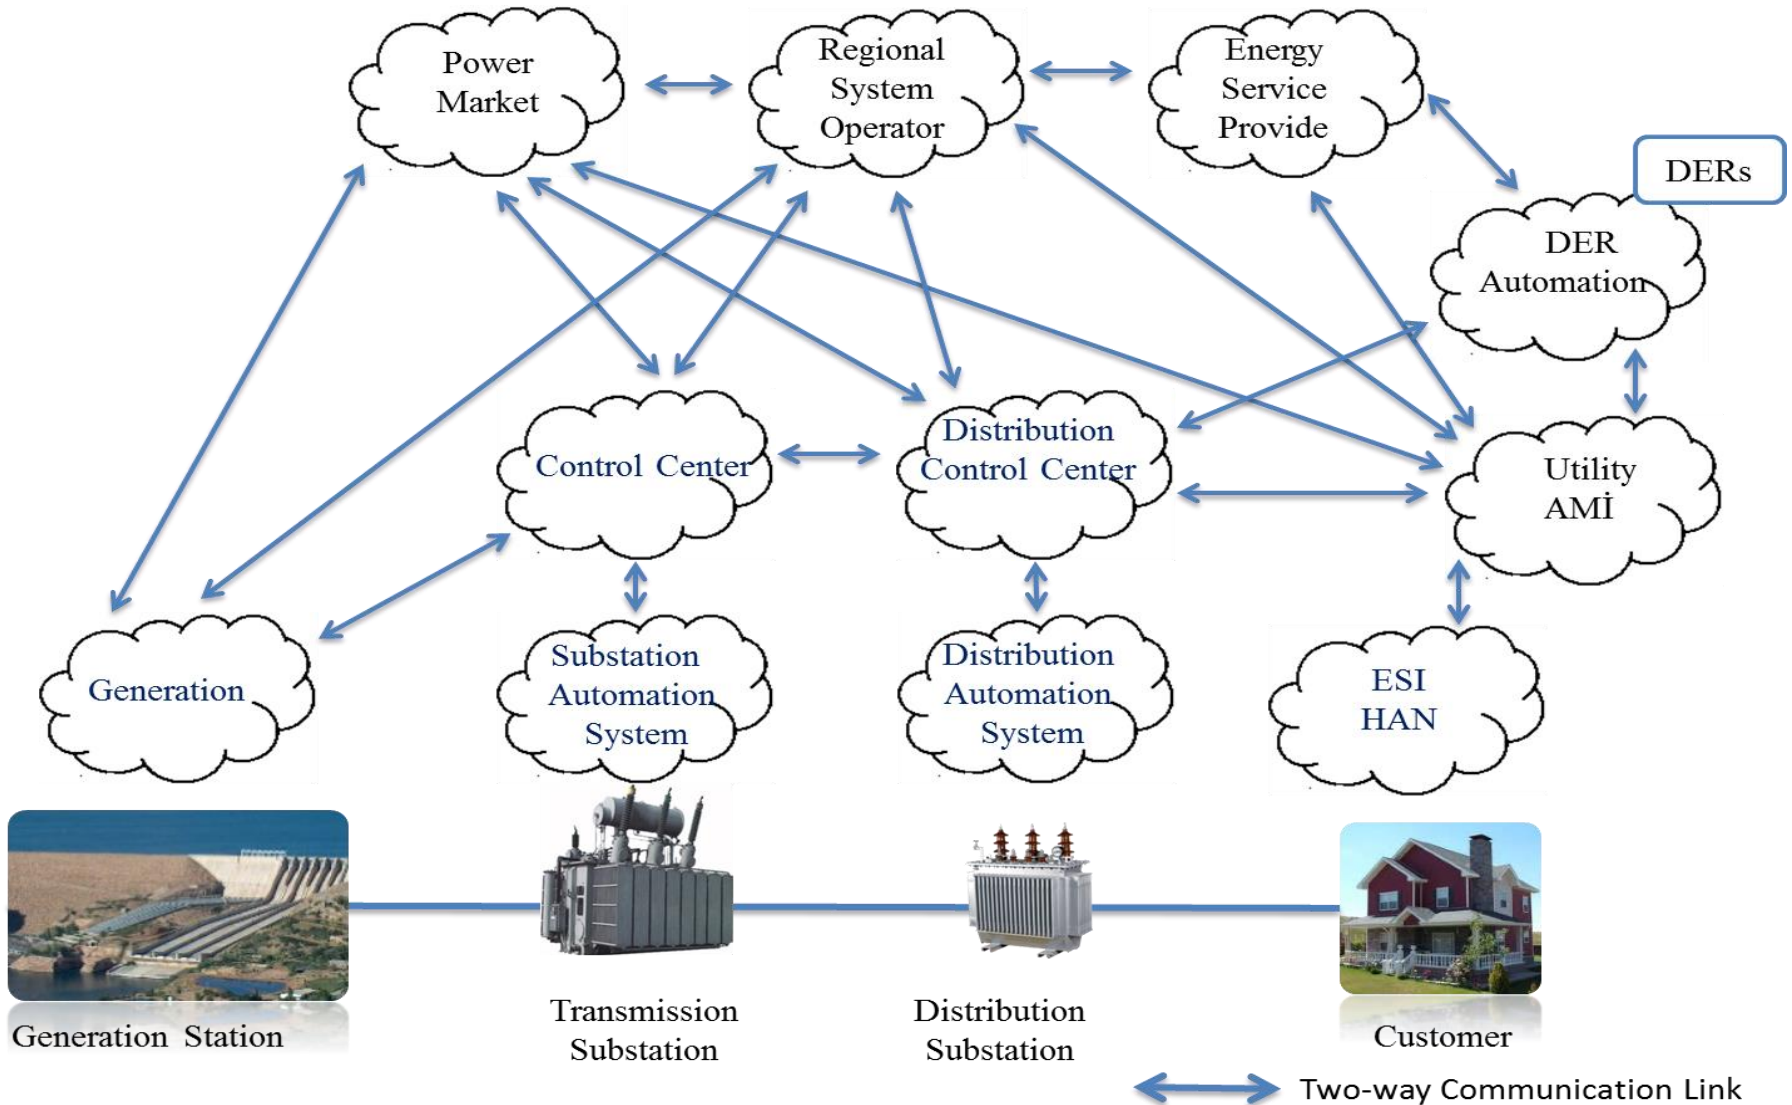 Power
Market
Regional
System
Operator
Energy
Service
Provide
DERs
DER
Automation
Control Center
Distribution
Control Center
Utility
AMİ
Generation
Substation
Automation
System
Distribution
Automation
System
ESI
HAN
Generation Station
Transmission
Substation
Distribution
Substation
Customer
Two-way Communication Link